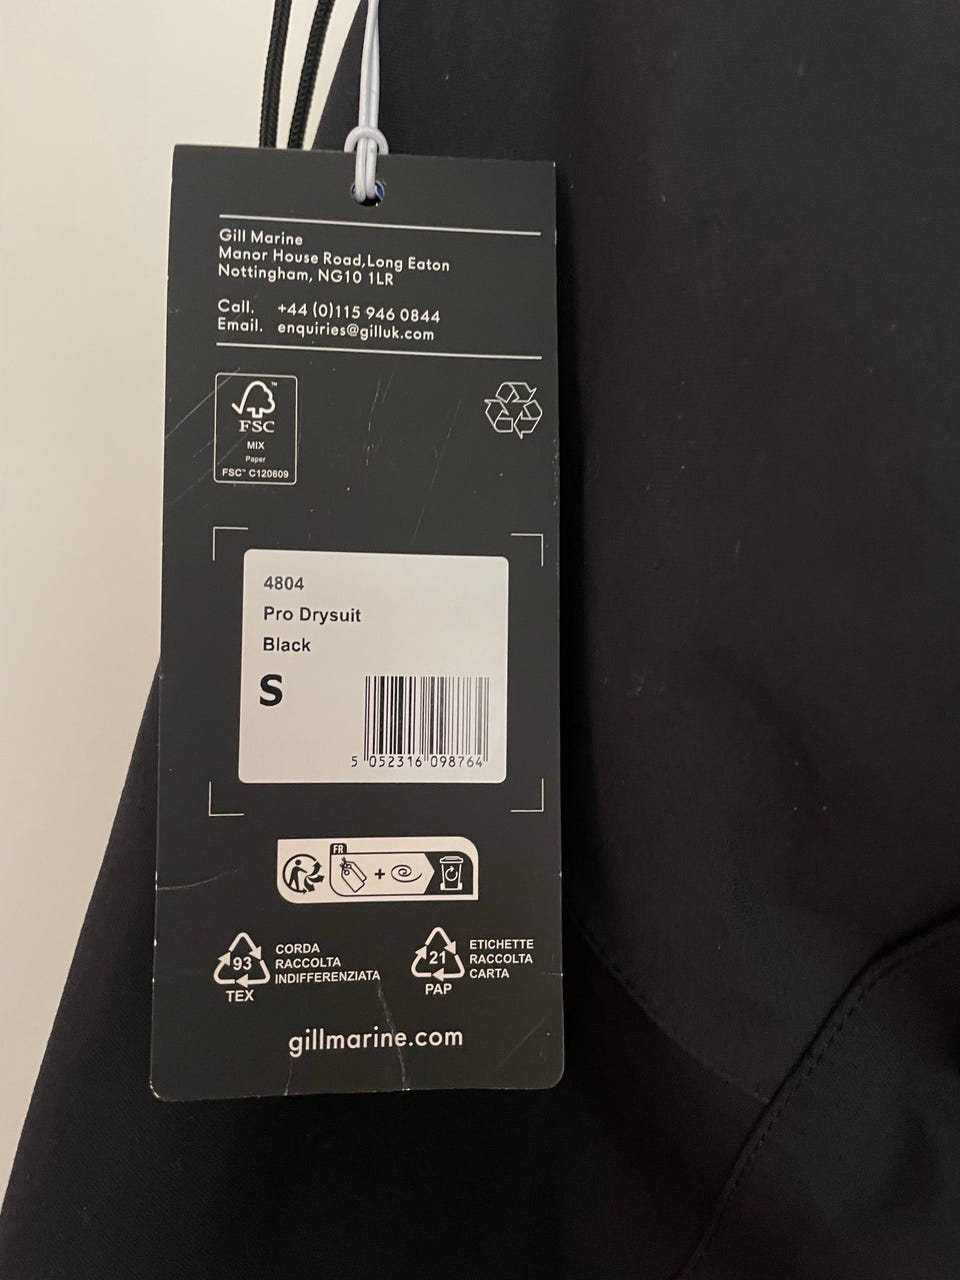 Gill Marine
Manor House Road,Long Eaton
Nottingham, NG10 1LR
Call. +44 (0)115 946 0844
Email. enquiries@gilluk.com
FSC™
MIX
Paper
FSC™ C120609
4804
Pro Drysuit
Black
S
5 052316 098764
FR
+
93
TEX
CORDA
RACCOLTA
INDIFFERENZIATA
21
PAP
ETICHETTE
RACCOLTA
CARTA
gillmarine.com